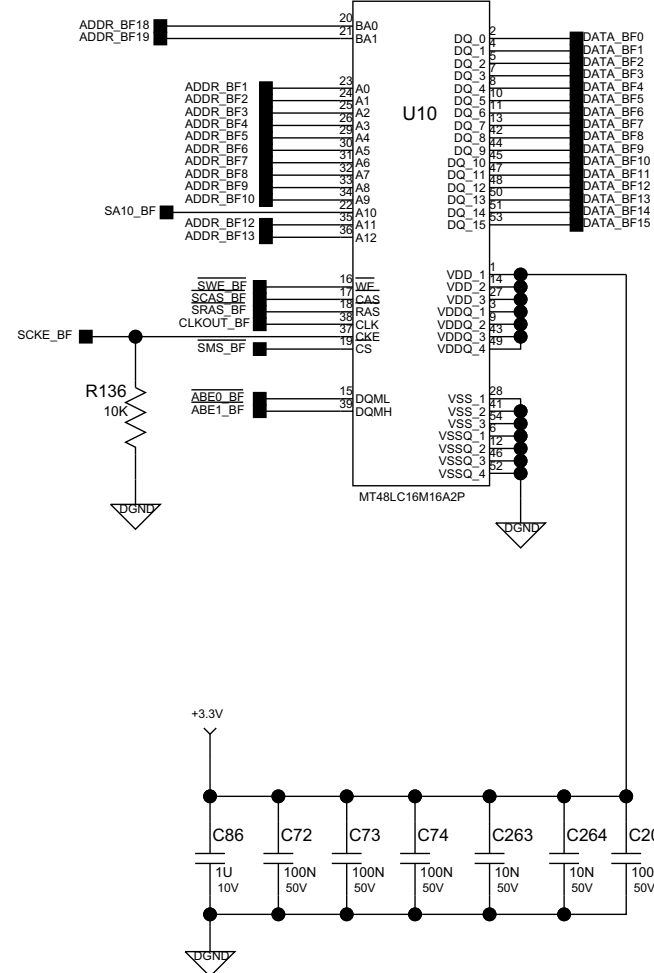 ADDR_BF18 20 BA0
ADDR_BF19 21 BA1
ADDR_BF1 23 A0
ADDR_BF2 24 A1
ADDR_BF3 25 A2
ADDR_BF4 26 A3
ADDR_BF5 29 A4
ADDR_BF6 30 A5
ADDR_BF7 31 A6
ADDR_BF8 32 A7
ADDR_BF9 33 A8
ADDR_BF10 34 A9
SA10_BF 22 A10
ADDR_BF12 35 A11
ADDR_BF13 36 A12
SWE_BF 16 WE
SCAS_BF 17 CAS
SRAS_BF 18 RAS
CLKOUT_BF 38 CLK
SCKE_BF 37 CKE
SMS_BF 19 CS
ABE0_BF 15 DQML
ABE1_BF 39 DQMH
U10
DQ_0 2 DATA_BF0
DQ_1 4 DATA_BF1
DQ_2 5 DATA_BF2
DQ_3 7 DATA_BF3
DQ_4 8 DATA_BF4
DQ_5 10 DATA_BF5
DQ_6 11 DATA_BF6
DQ_7 13 DATA_BF7
DQ_8 42 DATA_BF8
DQ_9 44 DATA_BF9
DQ_10 45 DATA_BF10
DQ_11 47 DATA_BF11
DQ_12 48 DATA_BF12
DQ_13 50 DATA_BF13
DQ_14 51 DATA_BF14
DQ_15 53 DATA_BF15
VDD_1 1
VDD_2 14
VDD_3 27
VDDQ_1 3
VDDQ_2 9
VDDQ_3 43
VDDQ_4 49
VSS_1 28
VSS_2 41
VSS_3 54
VSSQ_1 6
VSSQ_2 12
VSSQ_3 46
VSSQ_4 52
MT48LC16M16A2P
R136
10K
DGND
DGND
+3.3V
C86 C72 C73 C74 C263 C264 C20
1U 100N 100N 100N 10N 10N 100
10V 50V 50V 50V 50V 50V 50V
DGND